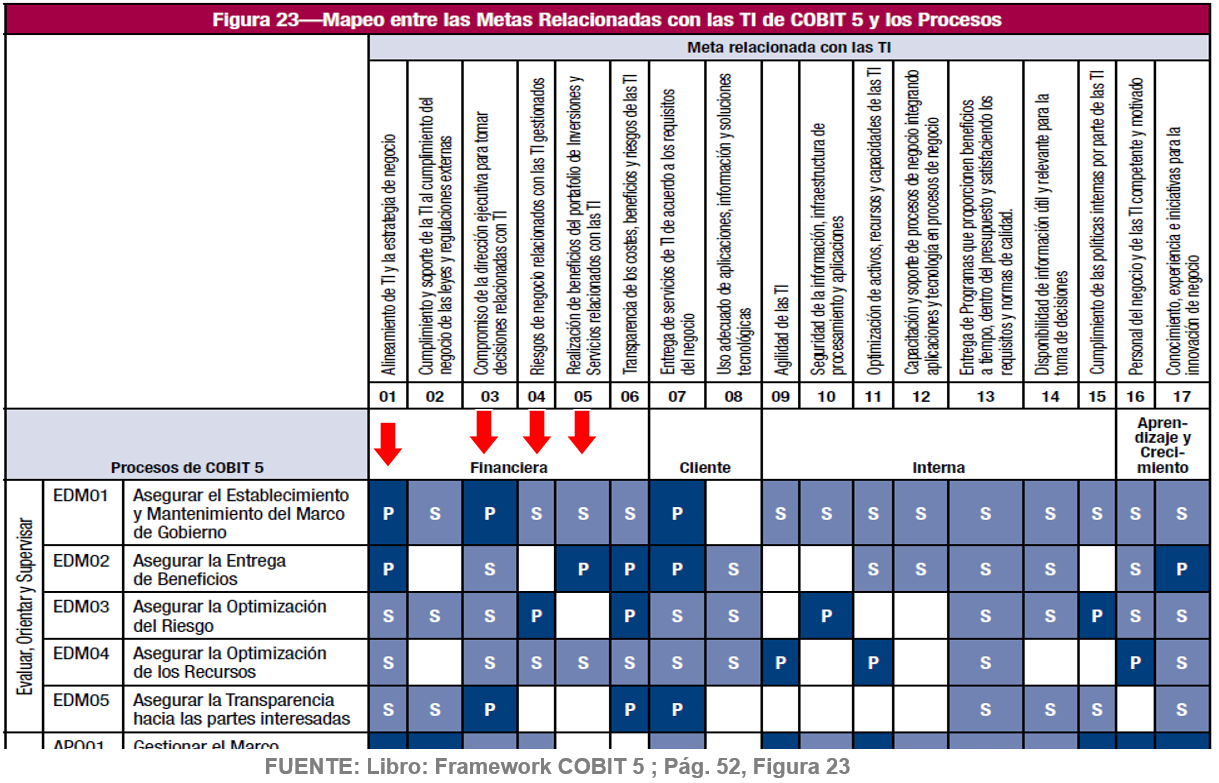 Figura 23—Mapeo entre las Metas Relacionadas con las TI de COBIT 5 y los Procesos
Meta relacionada con las TI
Alineamiento de TI y la estrategia de negocio
Cumplimiento y soporte de la TI al cumplimiento del
negocio de las leyes y regulaciones externas
Compromiso de la dirección ejecutiva para tomar
decisiones relacionadas con TI
Riesgos de negocio relacionados con las TI gestionados
Realización de beneficios del portafolio de Inversiones y
Servicios relacionados con las TI
Transparencia de los costes, beneficios y riesgos de las TI
Entrega de servicios de TI de acuerdo a los requisitos
del negocio
Uso adecuado de aplicaciones, información y soluciones
tecnológicas
Agilidad de las TI
Seguridad de la información, infraestructura de
procesamiento y aplicaciones
Optimización de activos, recursos y capacidades de las TI
Capacitación y soporte de procesos de negocio integrando
aplicaciones y tecnología en procesos de negocio
Entrega de Programas que proporcionen beneficios
a tiempo, dentro del presupuesto y satisfaciendo los
requisitos y normas de calidad.
Disponibilidad de información útil y relevante para la
toma de decisiones
Cumplimiento de las políticas internas por parte de las TI
Personal del negocio y de las TI competente y motivado
Conocimiento, experiencia e iniciativas para la
innovación de negocio
01 02 03 04 05 06 07 08 09 10 11 12 13 14 15 16 17
Procesos de COBIT 5
Financiera
Cliente
Interna
Apren-
dizaje y
Creci-
miento
Evaluar, Orientar y Supervisar
EDM01
Asegurar el Establecimiento
y Mantenimiento del Marco
de Gobierno
P S P S S S P S S S S S S S S S
EDM02
Asegurar la Entrega
de Beneficios
P S P P P S S S S S S P
EDM03
Asegurar la Optimización
del Riesgo
S S S P P S S P S S P S S
EDM04
Asegurar la Optimización
de los Recursos
S S S S S S S P P S P S
EDM05
Asegurar la Transparencia
hacia las partes interesadas
S S P P P S S S S
APO01
Gestionar el Marco
FUENTE: Libro: Framework COBIT 5 ; Pág. 52, Figura 23